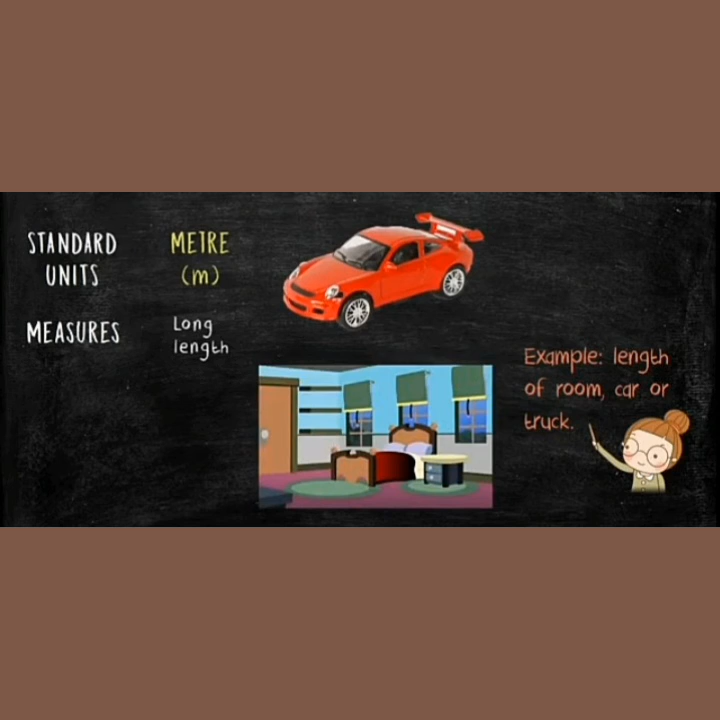 STANDARD
UNITS
METRE
(m)
MEASURES
Long
length
Example: length
of room, car or
truck.